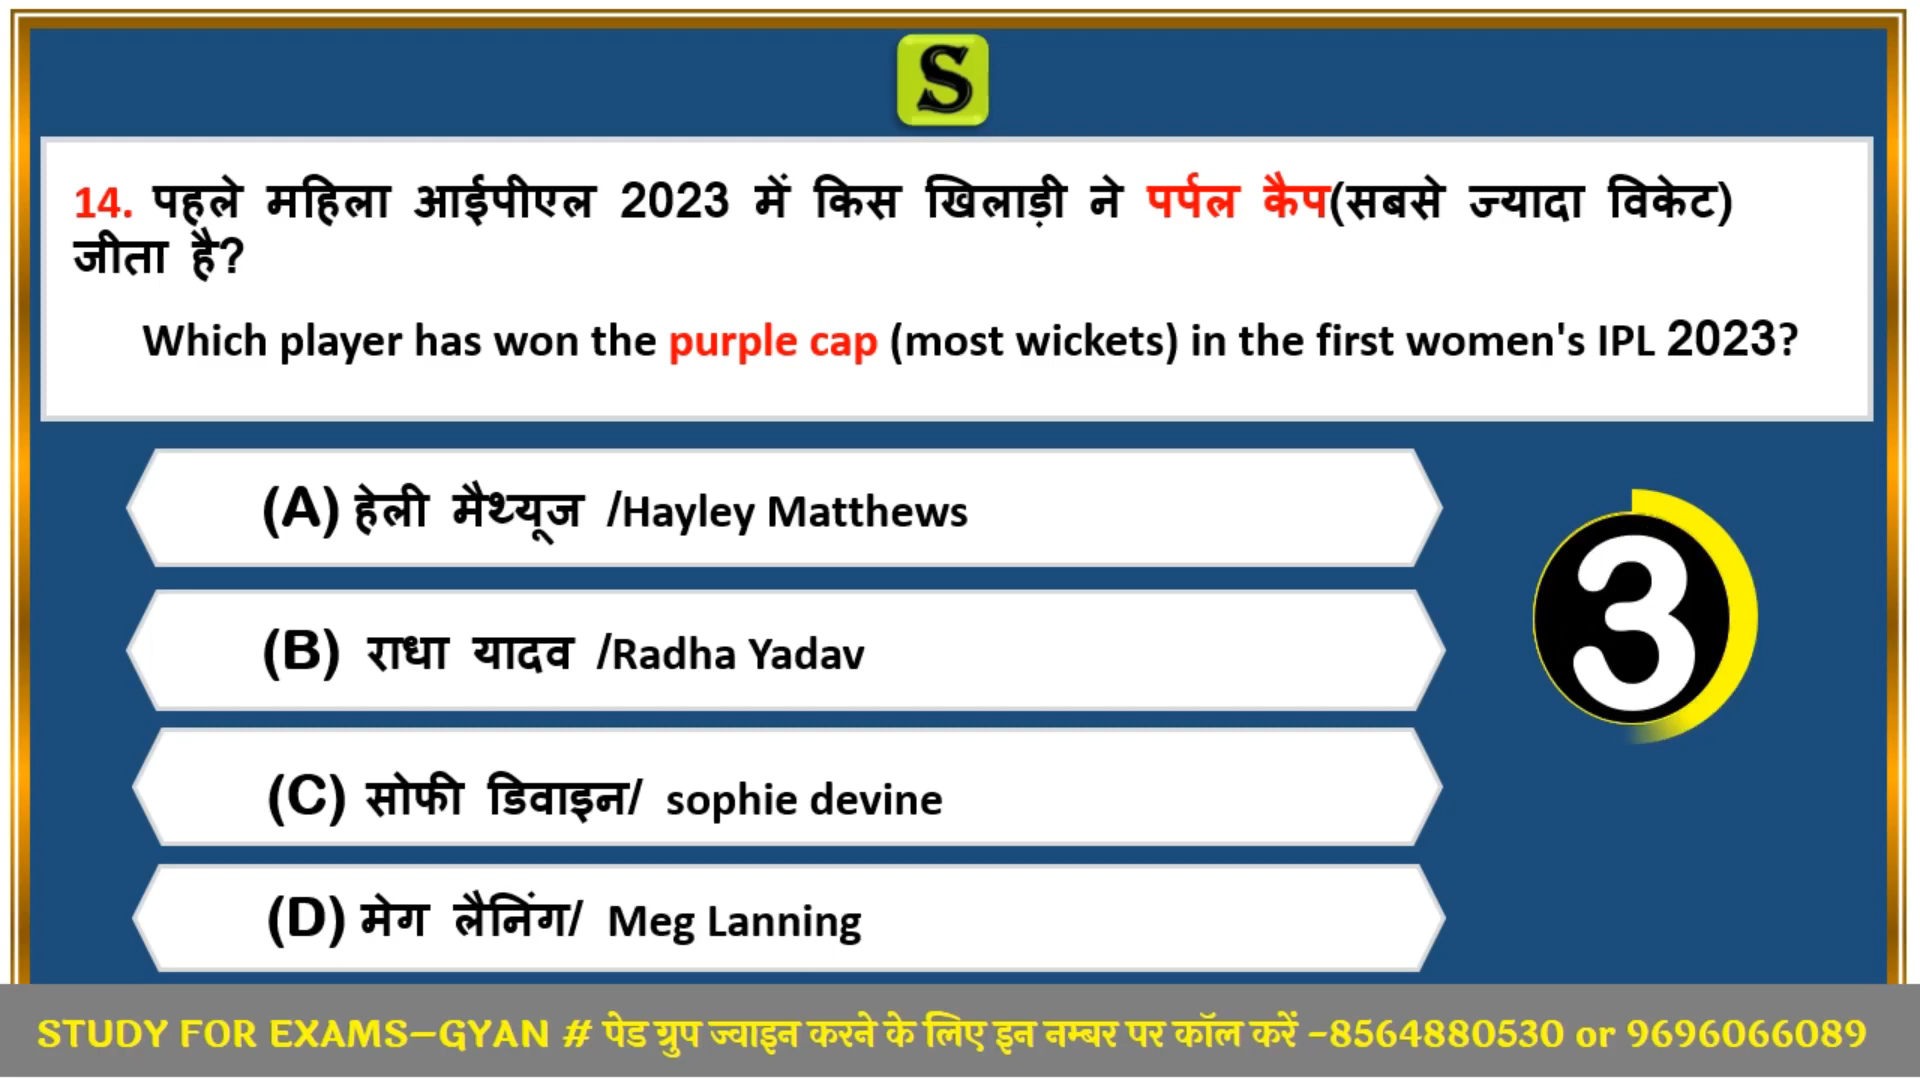 S
14. पहले महिला आईपीएल 2023 में किस खिलाड़ी ने पर्पल कैप(सबसे ज्यादा विकेट)
जीता है?
Which player has won the purple cap (most wickets) in the first women's IPL 2023?
(A) हेली मैथ्यूज /Hayley Matthews
(B) राधा यादव /Radha Yadav
3
(C) सोफी डिवाइन/ sophie devine
(D) मेग लैनिंग/ Meg Lanning
STUDY FOR EXAMS–GYAN # पेड ग्रुप ज्वाइन करने के लिए इन नम्बर पर कॉल करें -8564880530 or 9696066089